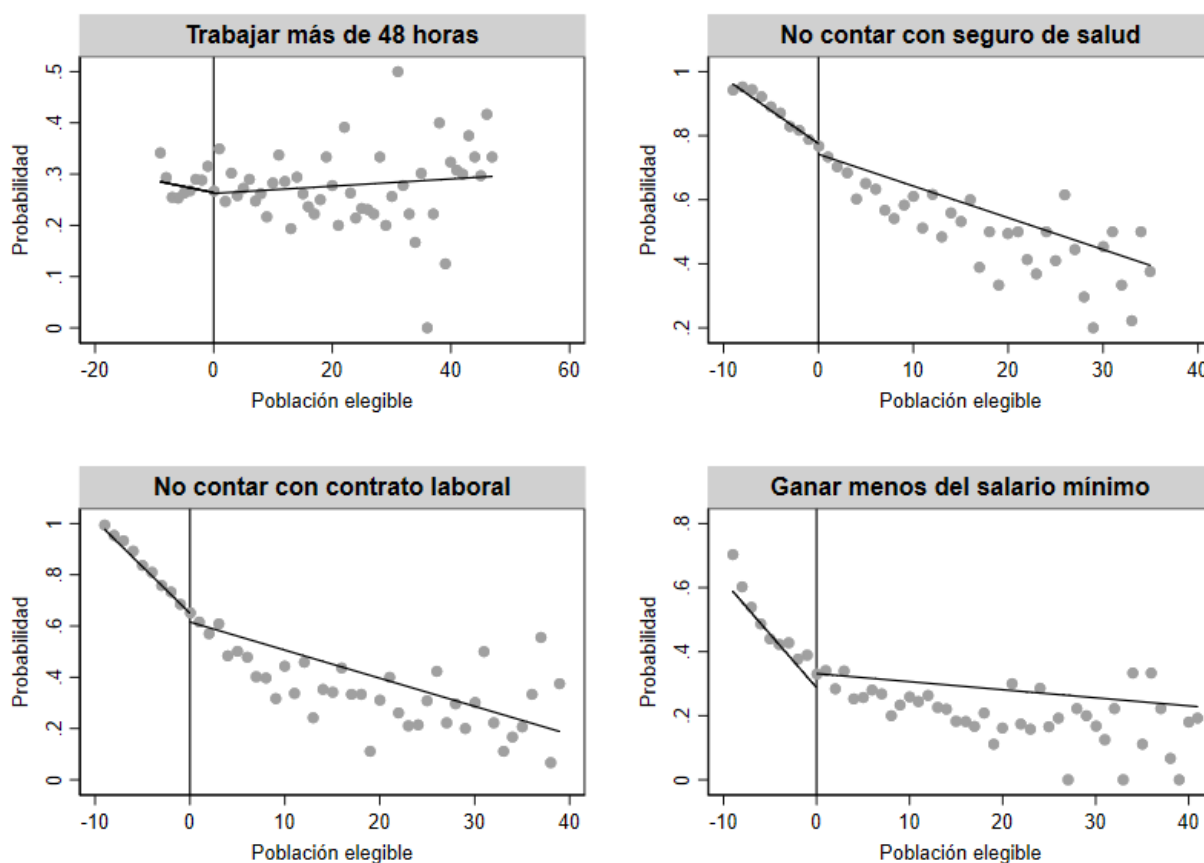 Trabajar más de 48 horas
Probabilidad
.5
.4
.3
.2
.1
0
-20 0 20 40 60
Población elegible
No contar con seguro de salud
Probabilidad
1
.8
.6
.4
.2
-10 0 10 20 30 40
Población elegible
No contar con contrato laboral
Probabilidad
1
.8
.6
.4
.2
0
-10 0 10 20 30 40
Población elegible
Ganar menos del salario mínimo
Probabilidad
.8
.6
.4
.2
0
-10 0 10 20 30 40
Población elegible